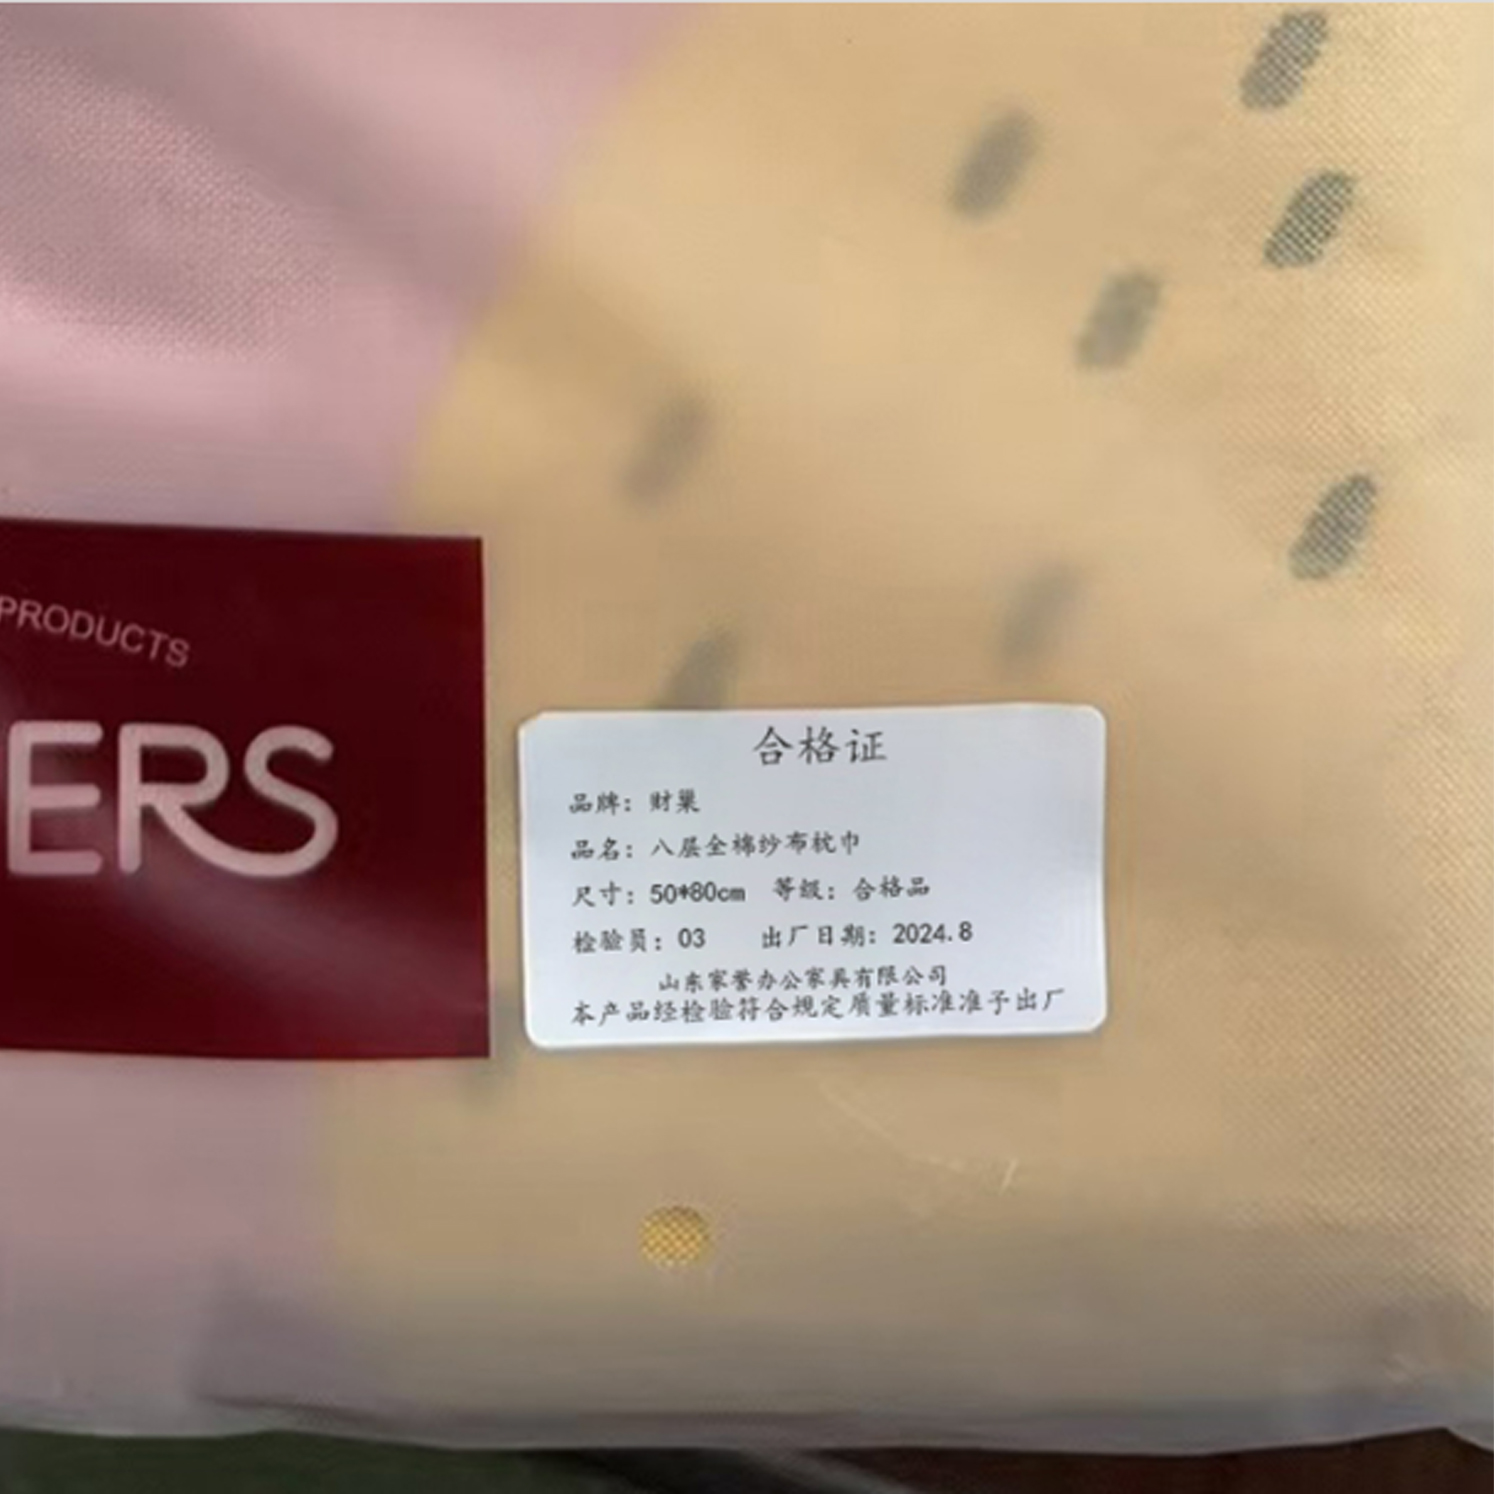 PRODUCTS
ERS
合格证
品牌：财巢
品名：八层全棉纱布枕巾
尺寸：50*80cm 等级：合格品
检验员：03 出厂日期：2024.8
山东家誉办公家具有限公司
本产品经检验符合规定质量标准准予出厂